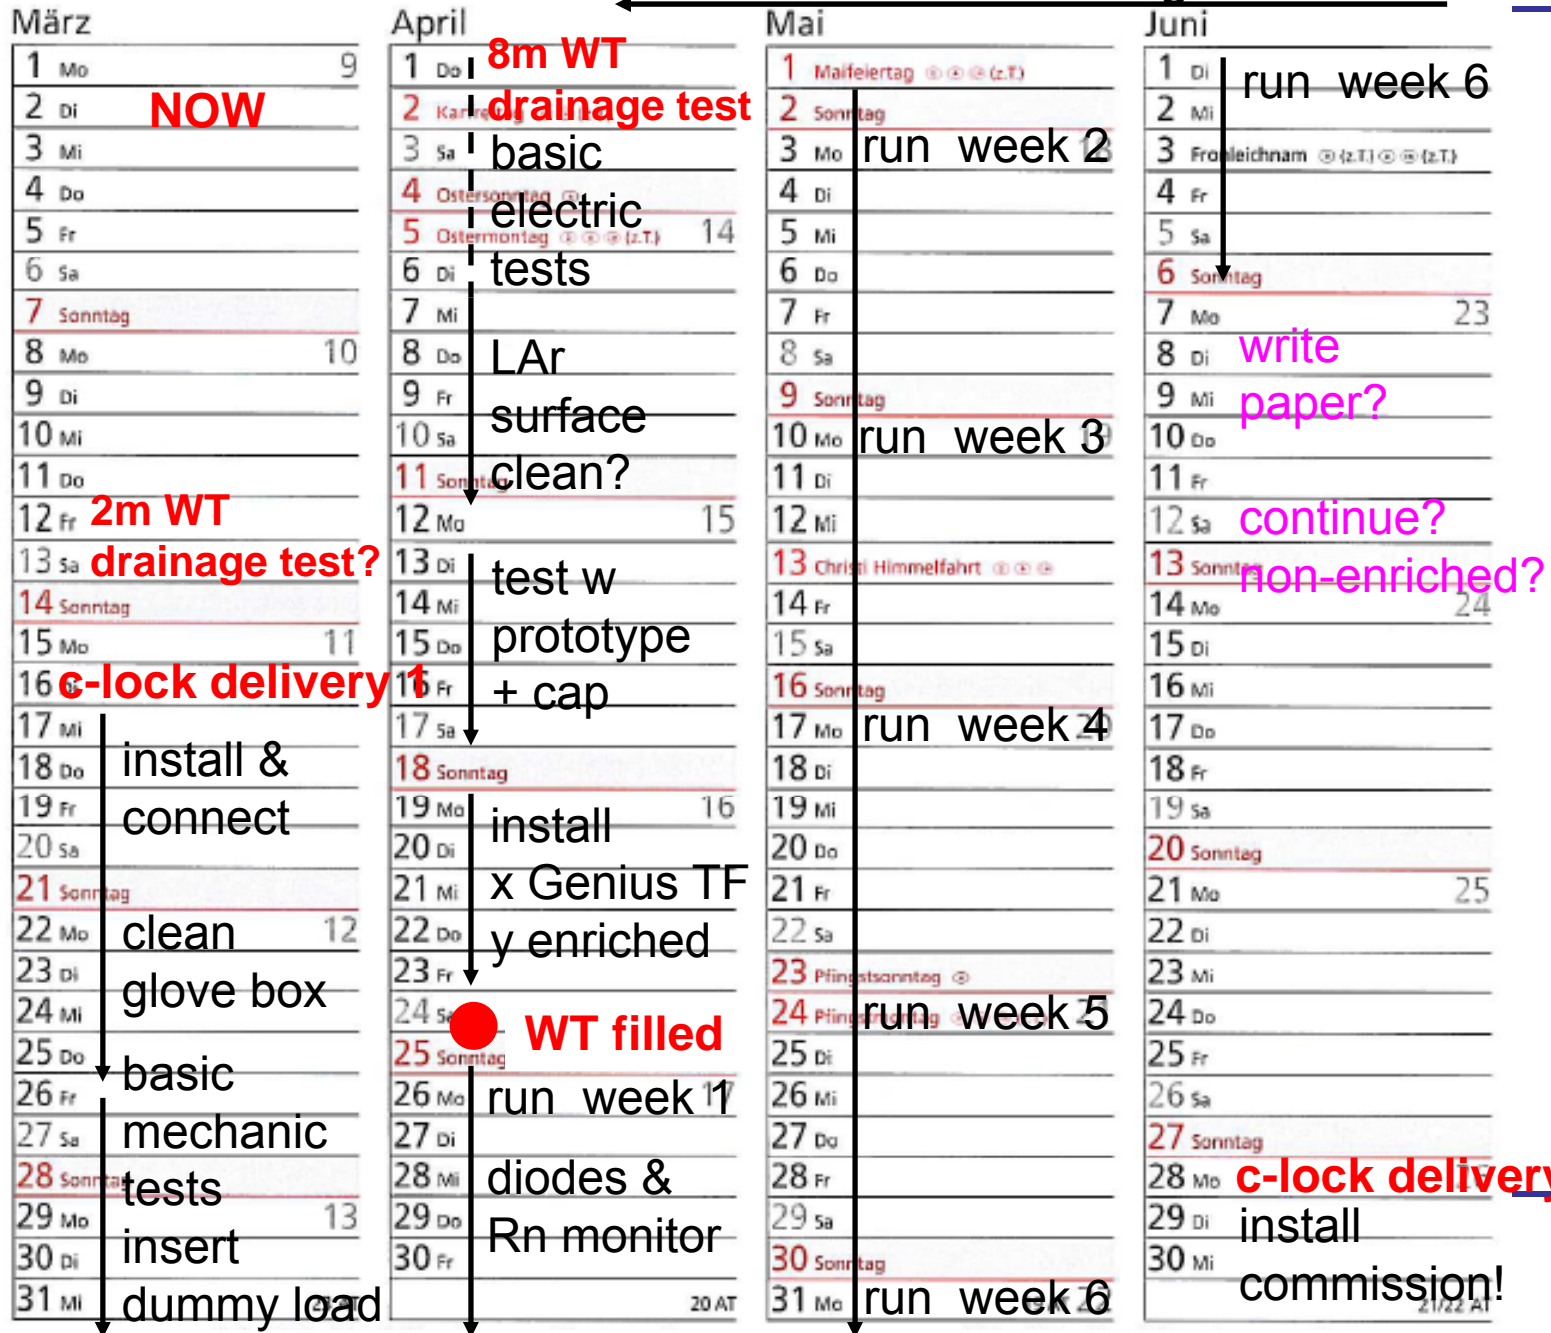 März
1 Mo 9
2 Di NOW
3 Mi
4 Do
5 Fr
6 Sa
7 Sonntag
8 Mo 10
9 Di
10 Mi
11 Do
12 Fr 2m WT
13 Sa drainage test?
14 Sonntag
15 Mo 11
16 c-lock delivery 1
17 Mi
18 Do install &
19 Fr connect
20 Sa
21 Sonntag
22 Mo clean 12
23 Di glove box
24 Mi
25 Do basic
26 Fr mechanic
27 Sa tests
28 Sonntag
29 Mo insert 13
30 Di
31 Mi dummy load
April
1 Do 8m WT
2 drainage test
3 Sa basic
4 Ostersonntag electric
5 Ostermontag (z.T.) 14
6 Di tests
7 Mi
8 Do LAr
9 Fr surface
10 Sa
11 Sonntag clean?
12 Mo 15
13 Di test w
14 Mi prototype
15 Do
16 Fr + cap
17 Sa
18 Sonntag
19 Mo install 16
20 Di
21 Mi x Genius TF
22 Do y enriched
23 Fr
24 Sa WT filled
25 Sonntag
26 Mo run week 1 17
27 Di
28 Mi diodes &
29 Do Rn monitor
30 Fr
20 AT
Mai
1 Maifeiertag (z.T.)
2 Sonntag
3 Mo run week 2
4 Di
5 Mi
6 Do
7 Fr
8 Sa
9 Sonntag
10 Mo run week 3
11 Di
12 Mi
13 Christi Himmelfahrt
14 Fr
15 Sa
16 Sonntag
17 Mo run week 4
18 Di
19 Mi
20 Do
21 Fr
22 Sa
23 Pfingstsonntag
24 Pfingstmontag run week 5
25 Di
26 Mi
27 Do
28 Fr
29 Sa
30 Sonntag
31 Mo run week 6 22
Juni
1 Di run week 6
2 Mi
3 Fronleichnam (z.T.) (z.T.)
4 Fr
5 Sa
6 Sonntag
7 Mo 23
8 Di write
9 Mi paper?
10 Do
11 Fr
12 Sa continue?
13 Sonntag non-enriched?
14 Mo 24
15 Di
16 Mi
17 Do
18 Fr
19 Sa
20 Sonntag
21 Mo 25
22 Di
23 Mi
24 Do
25 Fr
26 Sa
27 Sonntag
28 Mo c-lock delivery
29 Di install
30 Mi commission!
21/22 AT